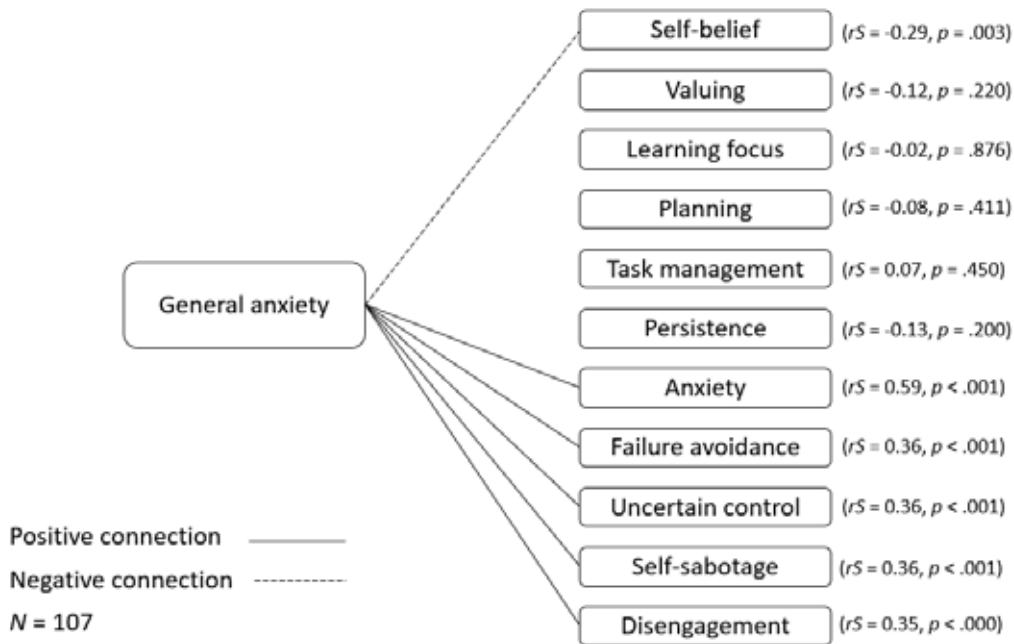 Self-belief (rS = -0.29, p = .003)
Valuing (rS = -0.12, p = .220)
Learning focus (rS = -0.02, p = .876)
Planning (rS = -0.08, p = .411)
Task management (rS = 0.07, p = .450)
General anxiety
Persistence (rS = -0.13, p = .200)
Anxiety (rS = 0.59, p < .001)
Failure avoidance (rS = 0.36, p < .001)
Uncertain control (rS = 0.36, p < .001)
Positive connection
Self-sabotage (rS = 0.36, p < .001)
Negative connection
Disengagement (rS = 0.35, p < .000)
N = 107